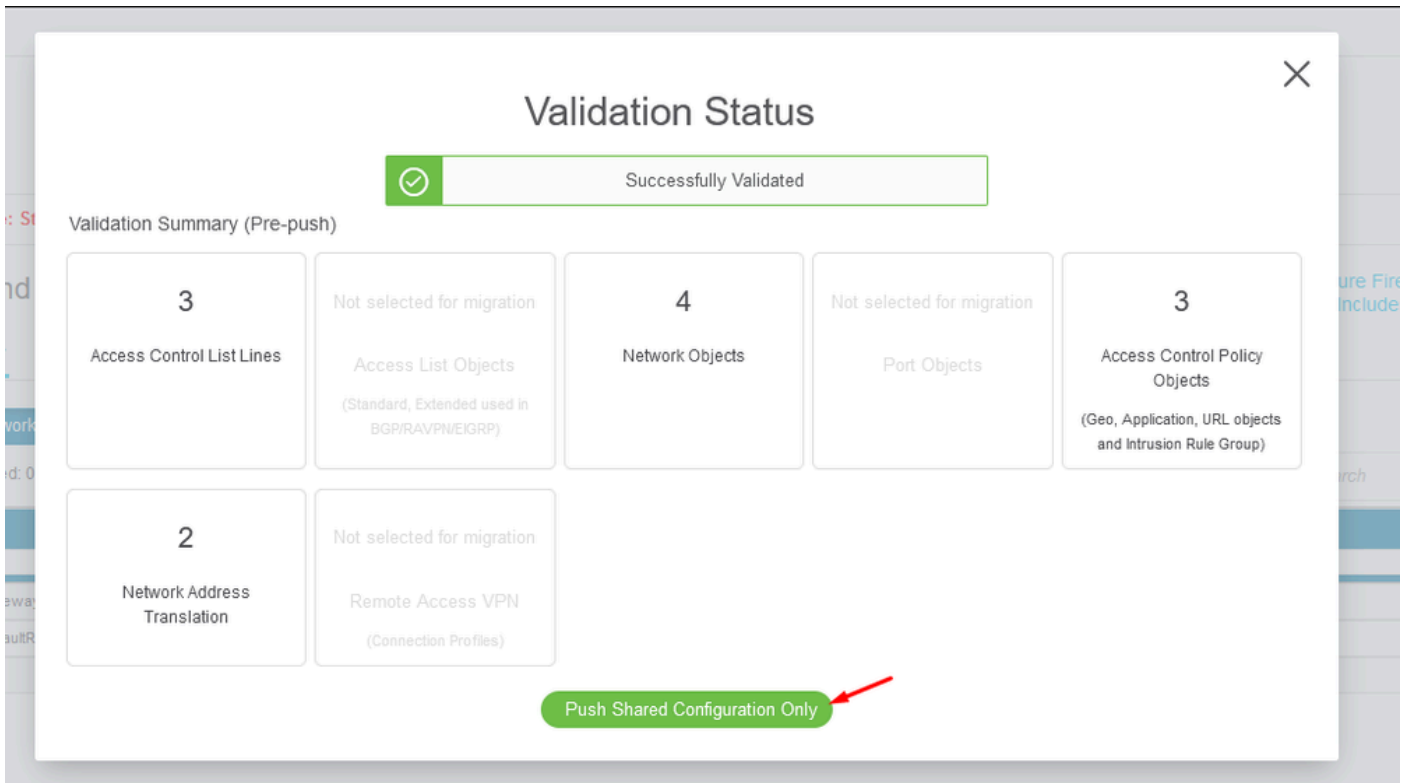 Validation Status
Successfully Validated
Validation Summary (Pre-push)
3
Access Control List Lines
Not selected for migration
Access List Objects
(Standard, Extended used in
BGP/RAVPN/EIGRP)
4
Network Objects
Not selected for migration
Port Objects
3
Access Control Policy
Objects
(Geo, Application, URL objects
and Intrusion Rule Group)
2
Network Address
Translation
Not selected for migration
Remote Access VPN
(Connection Profiles)
Push Shared Configuration Only